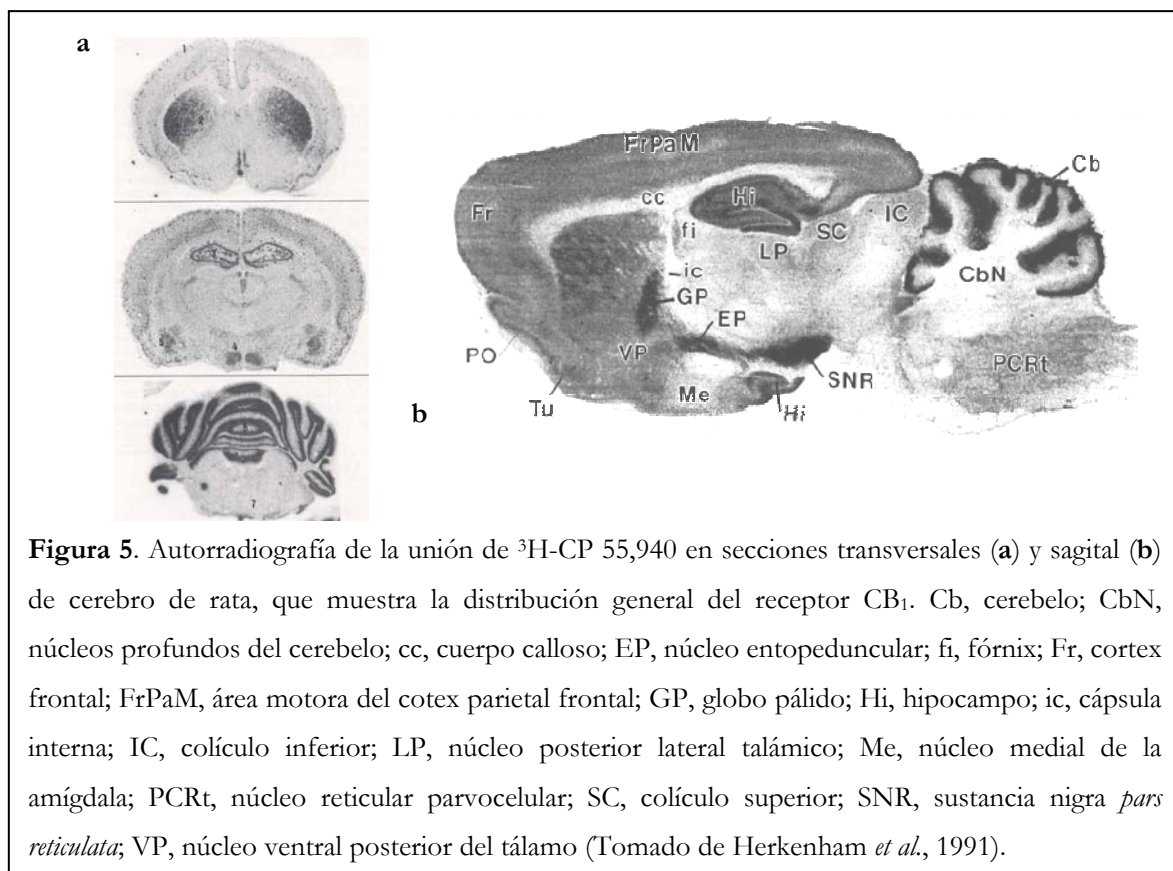 a
FrPaM
Cb
Fr
cc
Hi
IC
fi
SC
LP
ic
CbN
GP
EP
PO
VP
PCRt
SNR
Tu
Me
Hi
b
7
Figura 5. Autorradiografía de la unión de ³H-CP 55,940 en secciones transversales (a) y sagital (b)
de cerebro de rata, que muestra la distribución general del receptor CB₁. Cb, cerebelo; CbN,
núcleos profundos del cerebelo; cc, cuerpo calloso; EP, núcleo entopeduncular; fi, fórnix; Fr, cortex
frontal; FrPaM, área motora del cotex parietal frontal; GP, globo pálido; Hi, hipocampo; ic, cápsula
interna; IC, colículo inferior; LP, núcleo posterior lateral talámico; Me, núcleo medial de la
amígdala; PCRt, núcleo reticular parvocelular; SC, colículo superior; SNR, sustancia nigra pars
reticulata; VP, núcleo ventral posterior del tálamo (Tomado de Herkenham et al., 1991).